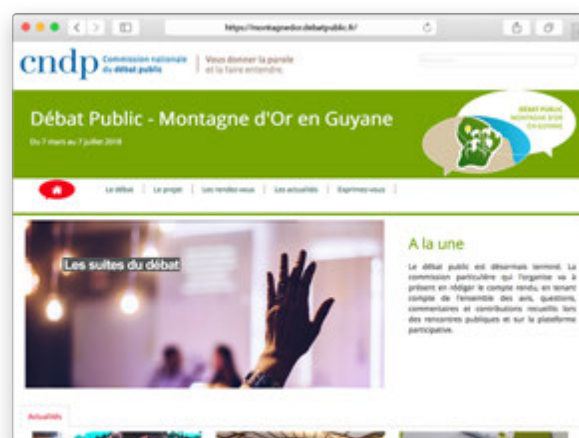 https://montagnedor.debatpublic.fr/
cndp Commission nationale
du débat public
Vous donner la parole
et la faire entendre.
Débat Public - Montagne d'Or en Guyane
Du 7 mars au 7 juillet 2018
DÉBAT PUBLIC
MONTAGNE D'OR
EN GUYANE
Le débat | Le projet | Les rendez-vous | Les actualités | Exprimez-vous |
Les suites du débat
A la une
Le débat public est désormais terminé. La
commission particulière qui l'organise va à
présent en rédiger le compte rendu, en tenant
compte de l'ensemble des avis, questions,
commentaires et contributions recueillis lors
des rencontres publiques et sur la plateforme
participative.
Actualités